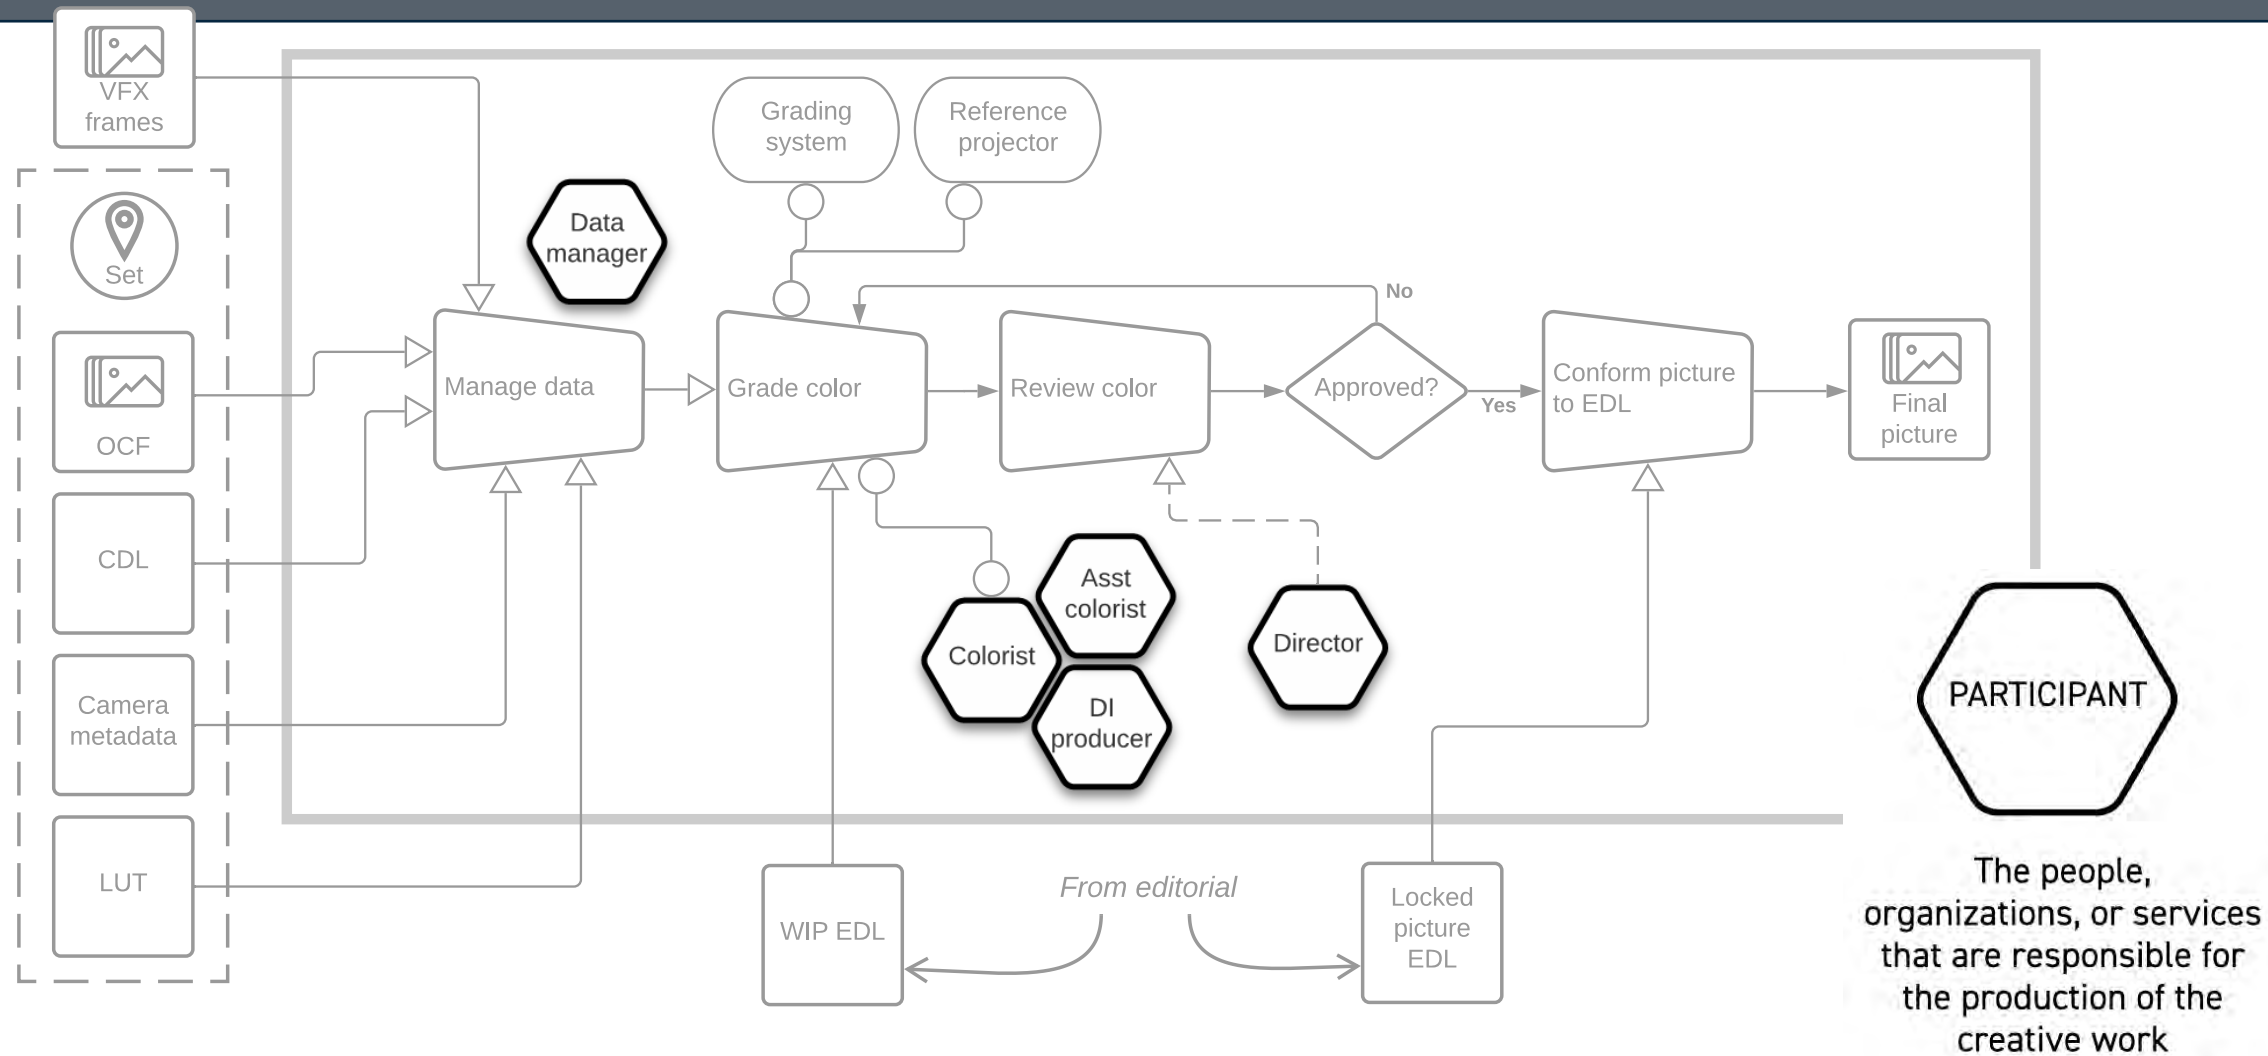 VFX
frames
Set
OCF
CDL
Camera
metadata
LUT
Data
manager
Grading
system
Reference
projector
Manage data
Grade color
Review color
Approved?
No
Yes
Conform picture
to EDL
Final
picture
Colorist
Asst
colorist
DI
producer
Director
WIP EDL
From editorial
Locked
picture
EDL
PARTICIPANT
The people,
organizations, or services
that are responsible for
the production of the
creative work